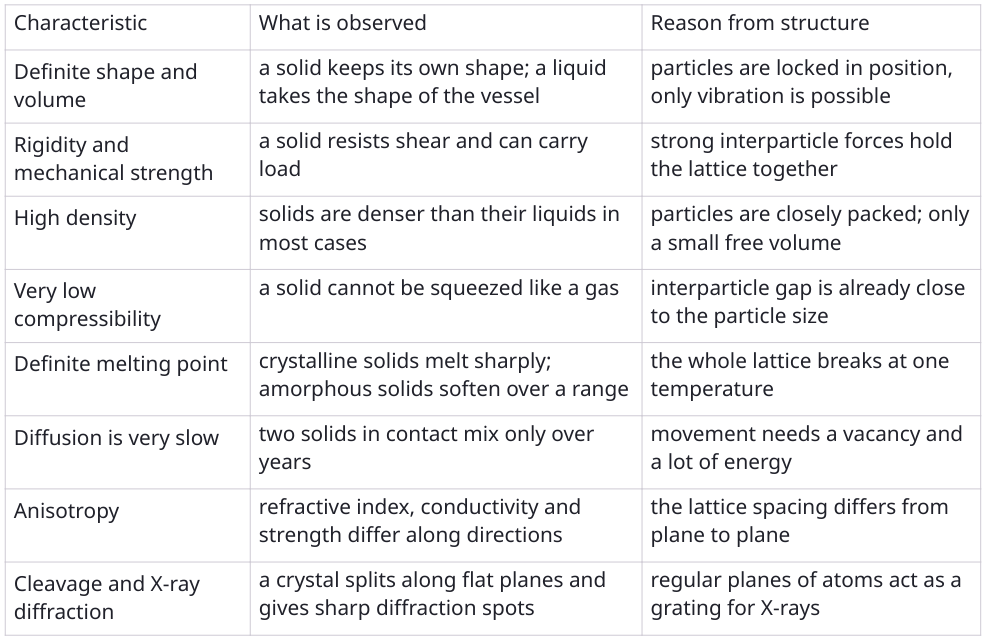 Characteristic
What is observed
Reason from structure
Definite shape and
volume
a solid keeps its own shape; a liquid
takes the shape of the vessel
particles are locked in position,
only vibration is possible
Rigidity and
mechanical strength
a solid resists shear and can carry
load
strong interparticle forces hold
the lattice together
High density
solids are denser than their liquids in
most cases
particles are closely packed; only
a small free volume
Very low
compressibility
a solid cannot be squeezed like a gas
interparticle gap is already close
to the particle size
Definite melting point
crystalline solids melt sharply;
amorphous solids soften over a range
the whole lattice breaks at one
temperature
Diffusion is very slow
two solids in contact mix only over
years
movement needs a vacancy and
a lot of energy
Anisotropy
refractive index, conductivity and
strength differ along directions
the lattice spacing differs from
plane to plane
Cleavage and X-ray
diffraction
a crystal splits along flat planes and
gives sharp diffraction spots
regular planes of atoms act as a
grating for X-rays